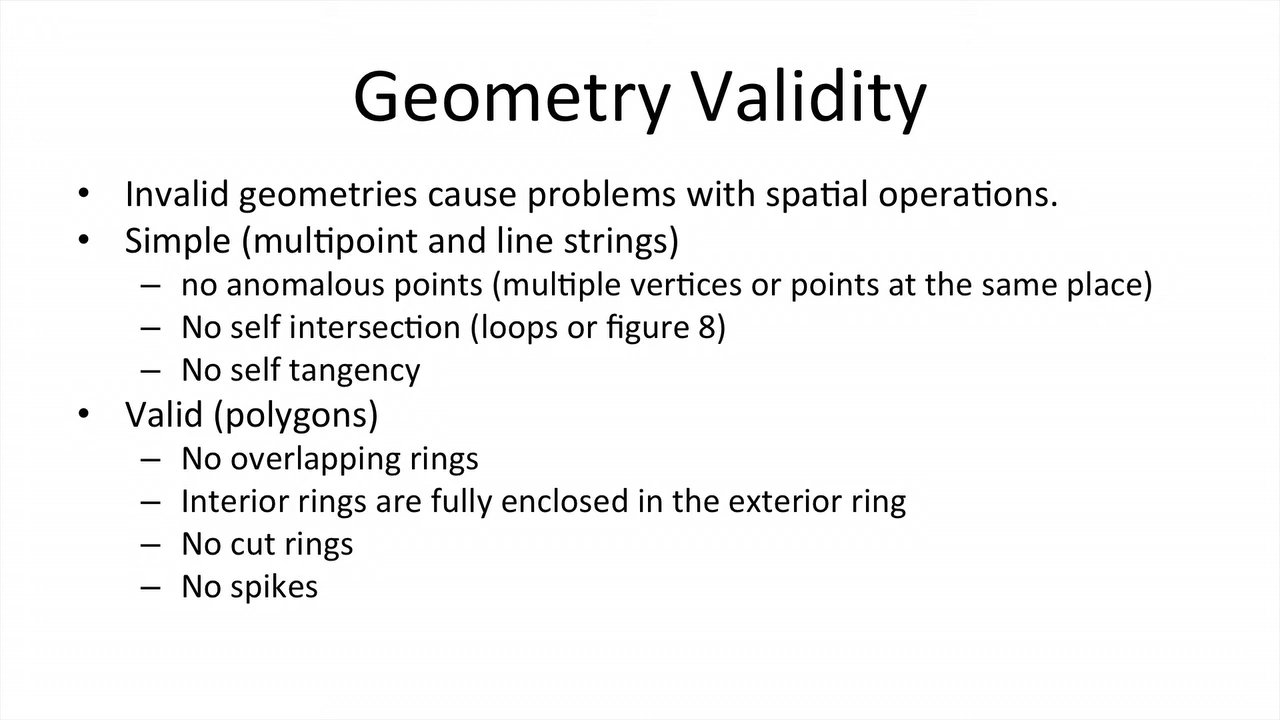 Geometry Validity
• Invalid geometries cause problems with spatial operations.
• Simple (multipoint and line strings)
– no anomalous points (multiple vertices or points at the same place)
– No self intersection (loops or figure 8)
– No self tangency
• Valid (polygons)
– No overlapping rings
– Interior rings are fully enclosed in the exterior ring
– No cut rings
– No spikes